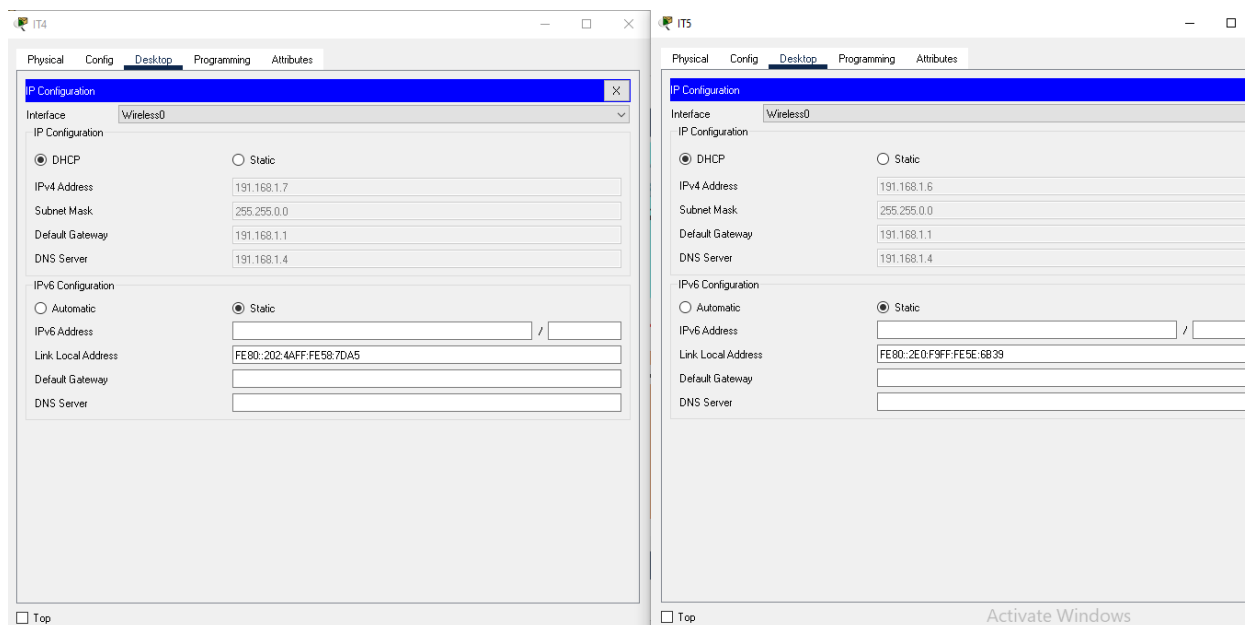 IT4
Physical Config Desktop Programming Attributes
IP Configuration X
Interface Wireless0
IP Configuration
DHCP Static
IPv4 Address 191.168.1.7
Subnet Mask 255.255.0.0
Default Gateway 191.168.1.1
DNS Server 191.168.1.4
IPv6 Configuration
Automatic Static
IPv6 Address /
Link Local Address FE80::202:4AFF:FE58:7DA5
Default Gateway
DNS Server
Top
IT5
Physical Config Desktop Programming Attributes
IP Configuration
Interface Wireless0
IP Configuration
DHCP Static
IPv4 Address 191.168.1.6
Subnet Mask 255.255.0.0
Default Gateway 191.168.1.1
DNS Server 191.168.1.4
IPv6 Configuration
Automatic Static
IPv6 Address /
Link Local Address FE80::2E0:F9FF:FE5E:6B39
Default Gateway
DNS Server
Top
Activate Windows